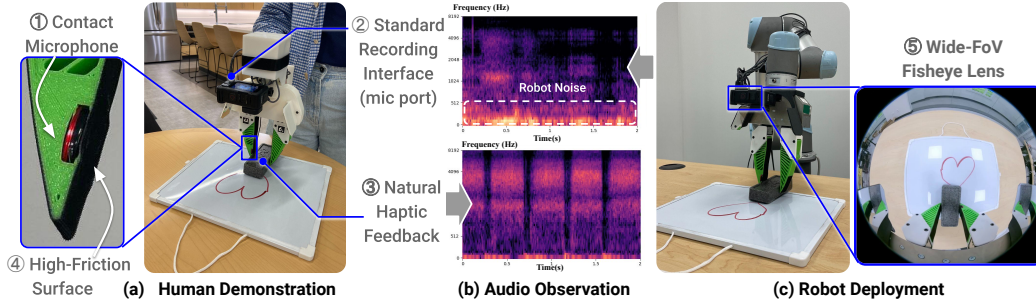 ① Contact
Microphone
④ High-Friction
Surface
(a) Human Demonstration
② Standard
Recording
Interface
(mic port)
③ Natural
Haptic
Feedback
Frequency (Hz)
8192
4096
2048
1024
512
0
Robot Noise
0
0.5
1
1.5
2
Time(s)
Frequency (Hz)
8192
4096
2048
512
0
0
0.5
1
1.5
2
Time(s)
(b) Audio Observation
⑤ Wide-FoV
Fisheye Lens
(c) Robot Deployment